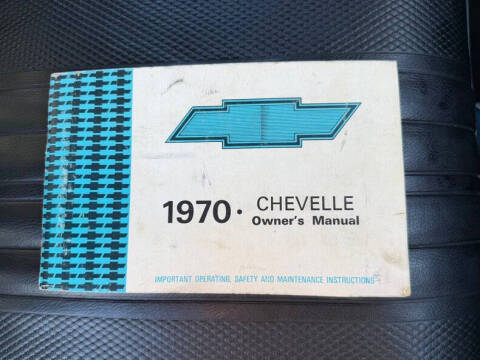 1970 • CHEVELLE
Owner's Manual
IMPORTANT OPERATING, SAFETY AND MAINTENANCE INSTRUCTIONS